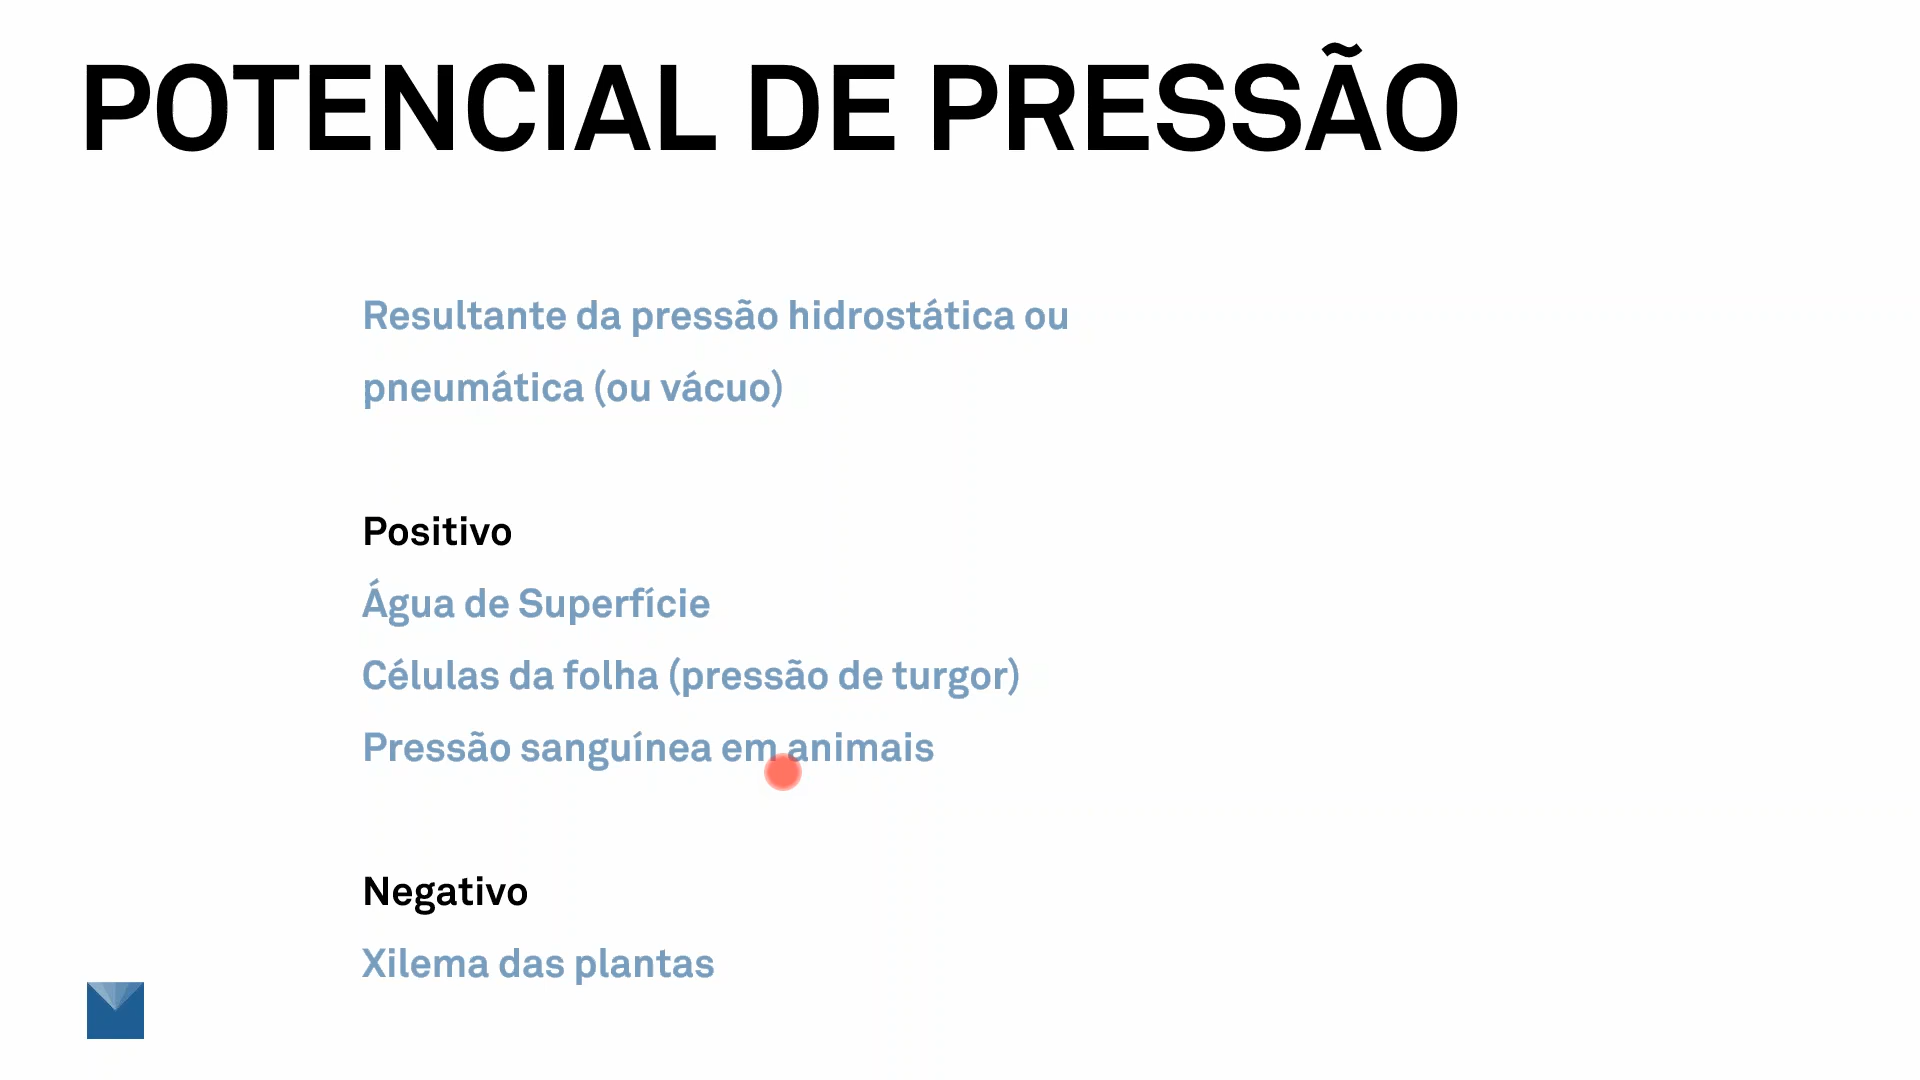 POTENCIAL DE PRESSÃO
Resultante da pressão hidrostática ou
pneumática (ou vácuo)
Positivo
Água de Superfície
Células da folha (pressão de turgor)
Pressão sanguínea em animais
Negativo
Xilema das plantas